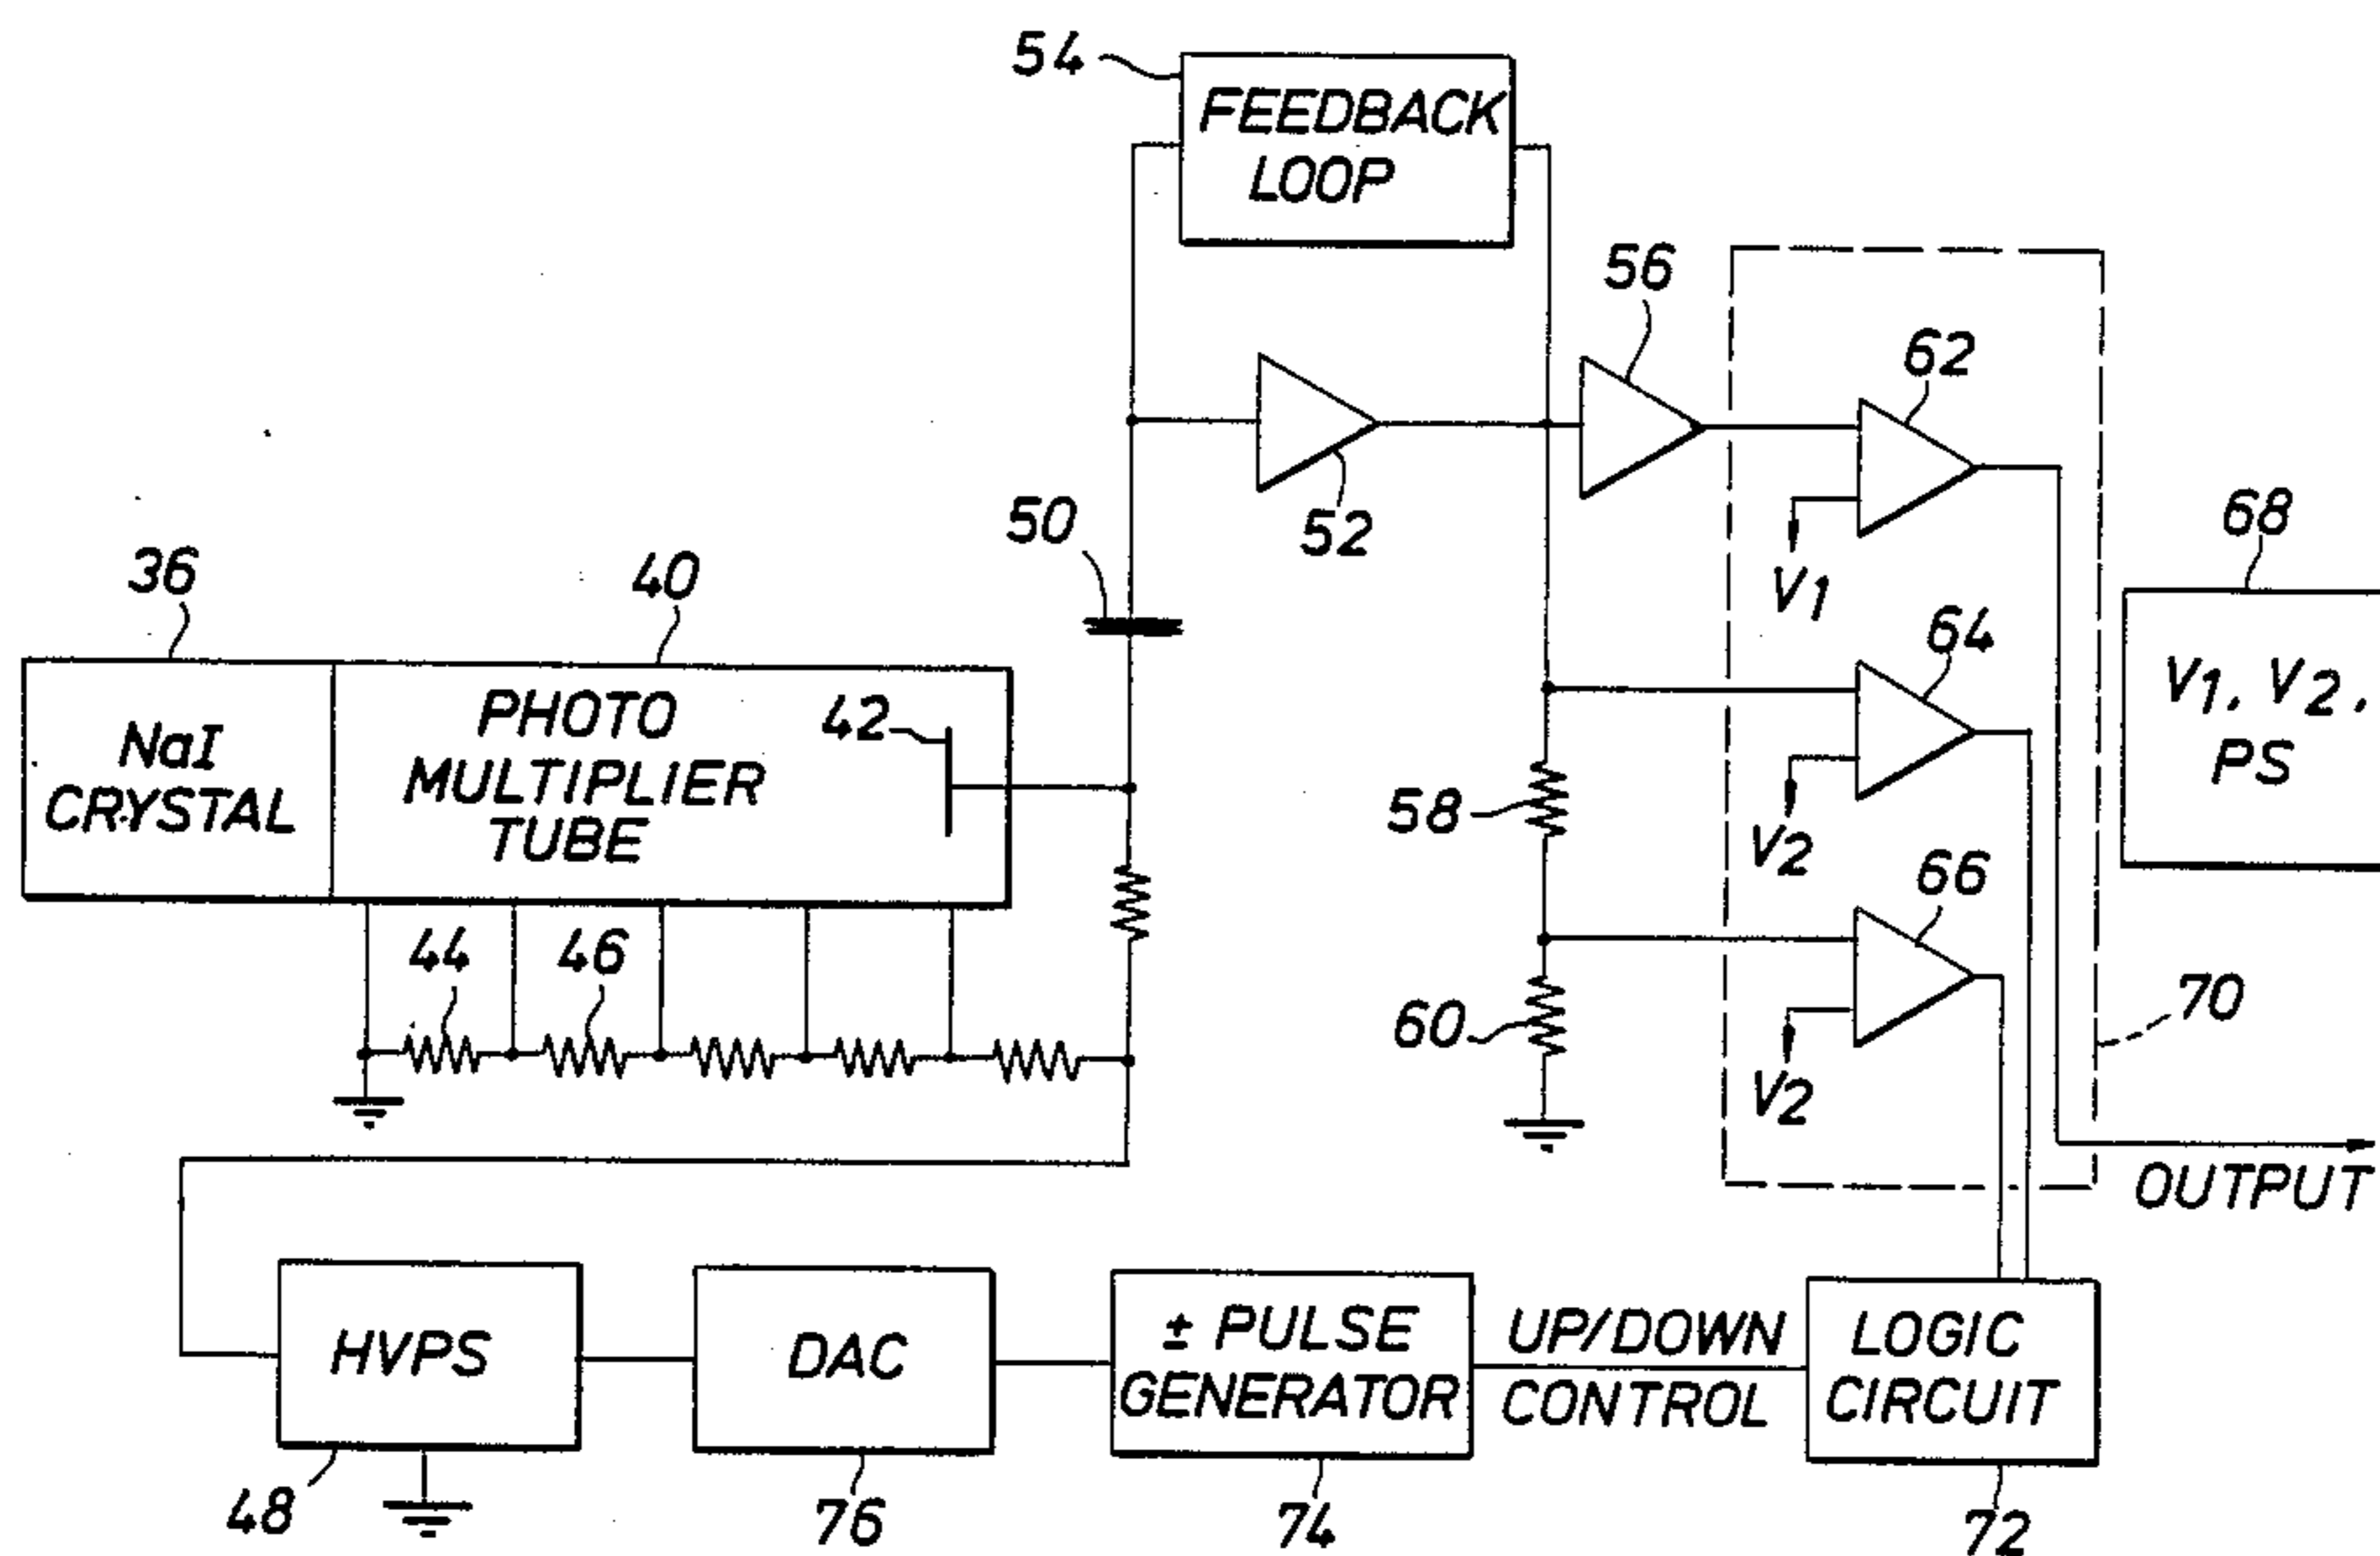 54
FEEDBACK
LOOP
56
62
52
50
68
V1, V2,
PS
V1
36
40
64
NaI
CRYSTAL
PHOTO
MULTIPLIER
TUBE
42
58
V2
66
44
46
60
70
V2
OUTPUT
HVPS
DAC
± PULSE
GENERATOR
UP/DOWN
CONTROL
LOGIC
CIRCUIT
48
76
74
72